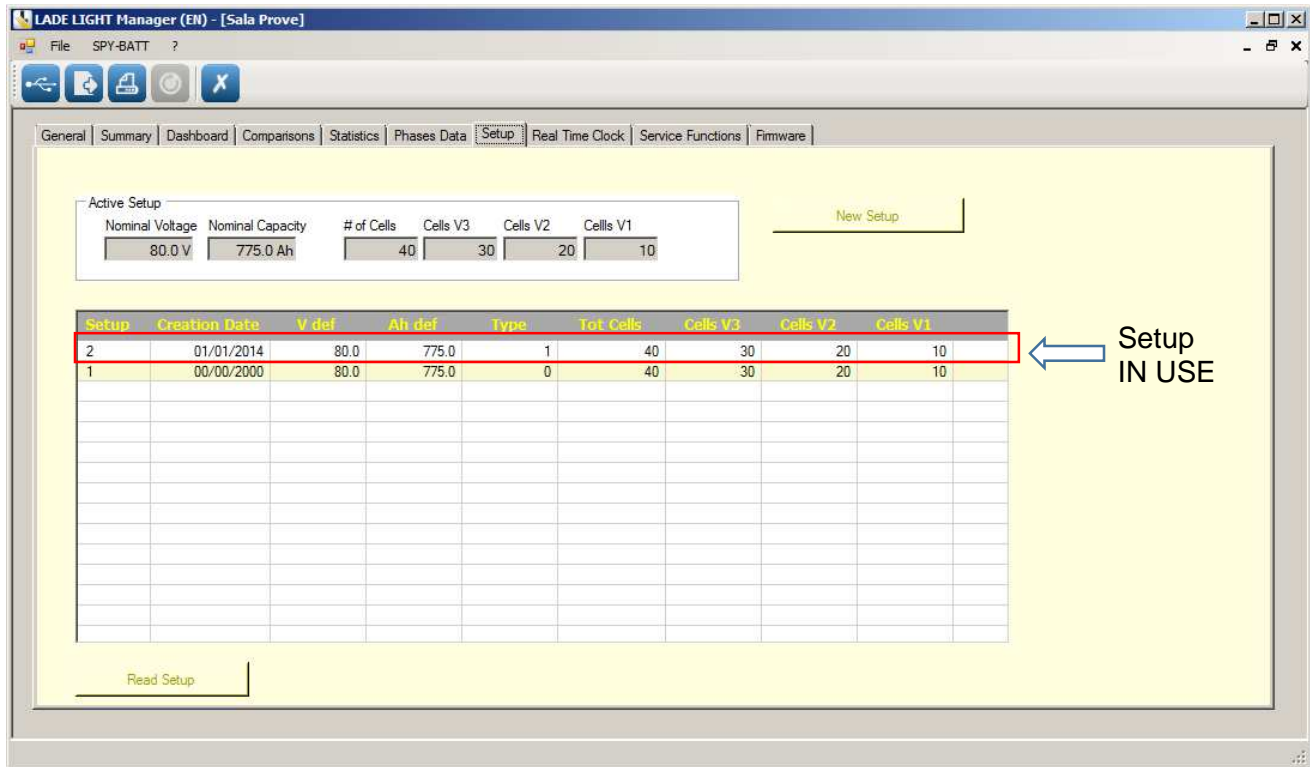 LADE LIGHT Manager (EN) - [Sala Prove]
File SPY-BATT ?
General Summary Dashboard Comparisons Statistics Phases Data Setup Real Time Clock Service Functions Firmware
Active Setup
Nominal Voltage Nominal Capacity # of Cells Cells V3 Cells V2 Cellls V1
80.0 V 775.0 Ah 40 30 20 10
New Setup
Setup Creation Date V def Ah def Type Tot Cells Cells V3 Cells V2 Cells V1
2 01/01/2014 80.0 775.0 1 40 30 20 10
1 00/00/2000 80.0 775.0 0 40 30 20 10
Setup
IN USE
Read Setup